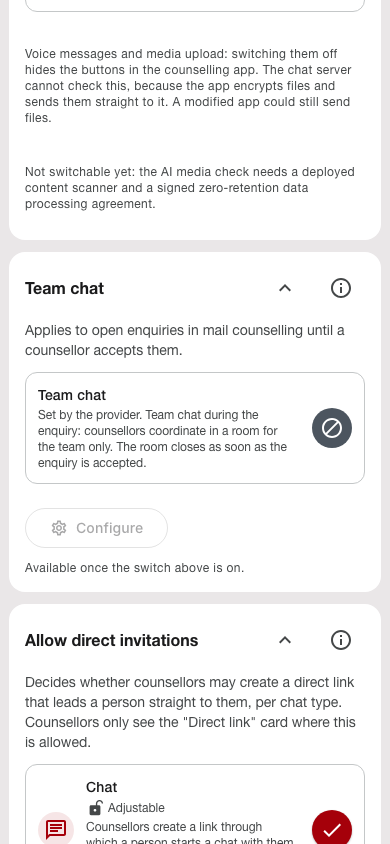 Voice messages and media upload: switching them off
hides the buttons in the counselling app. The chat server
cannot check this, because the app encrypts files and
sends them straight to it. A modified app could still send
files.
Not switchable yet: the AI media check needs a deployed
content scanner and a signed zero-retention data
processing agreement.
Team chat
Applies to open enquiries in mail counselling until a
counsellor accepts them.
Team chat
Set by the provider. Team chat during the
enquiry: counsellors coordinate in a room for
the team only. The room closes as soon as the
enquiry is accepted.
Configure
Available once the switch above is on.
Allow direct invitations
Decides whether counsellors may create a direct link
that leads a person straight to them, per chat type.
Counsellors only see the "Direct link" card where this
is allowed.
Chat
Adjustable
Counsellors create a link through
which a person starts a chat with them